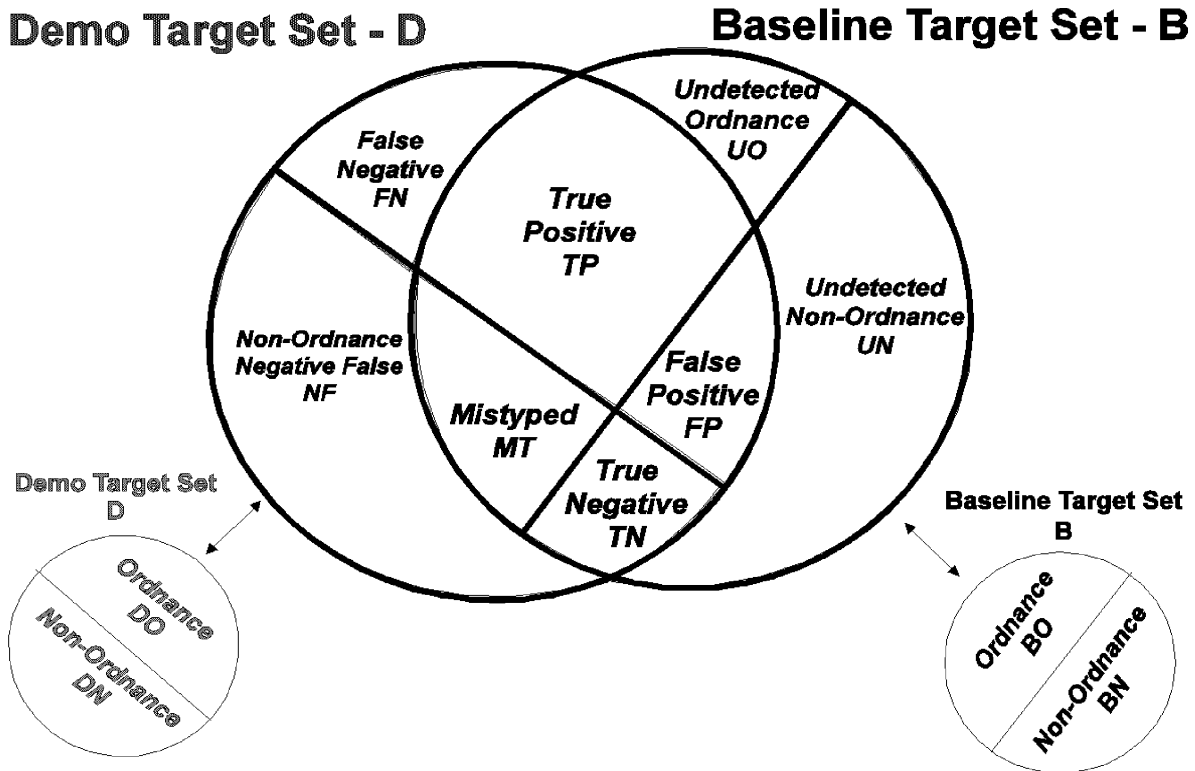 Demo Target Set - D
Baseline Target Set - B
Undetected
Ordnance
UO
False
Negative
FN
True
Positive
TP
Undetected
Non-Ordnance
UN
Non-Ordnance
Negative False
NF
False
Positive
FP
Mistyped
MT
True
Negative
TN
Demo Target Set
D
Ordnance
DO
Non-Ordnance
DN
Baseline Target Set
B
Ordnance
BO
Non-Ordnance
BN